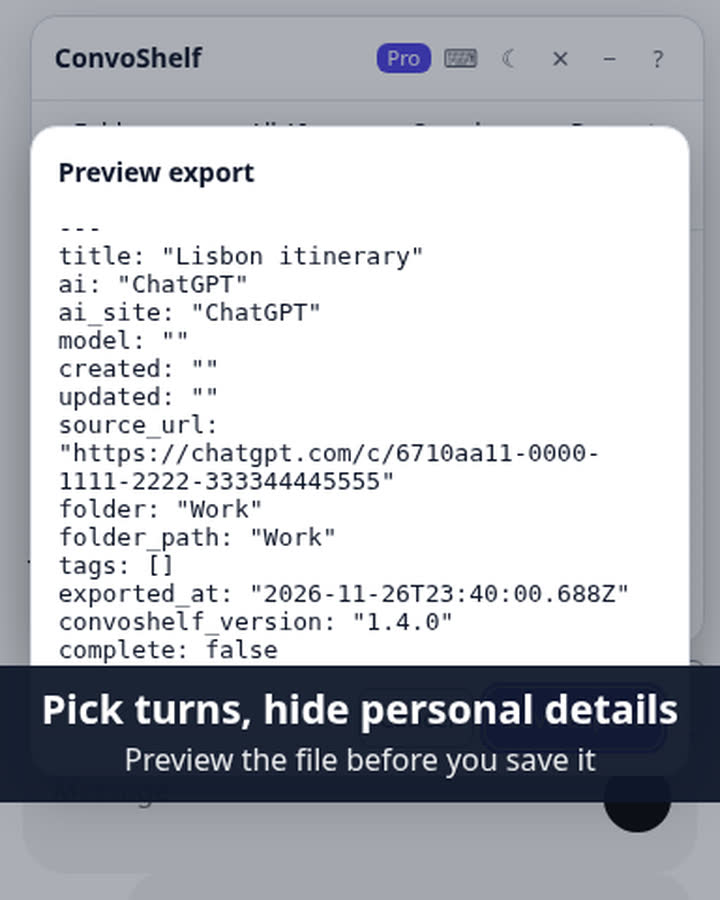 ConvoShelf
Pro
?
Preview export
---
title: "Lisbon itinerary"
ai: "ChatGPT"
ai_site: "ChatGPT"
model: ""
created: ""
updated: ""
source_url:
"https://chatgpt.com/c/6710aa11-0000-
1111-2222-333344445555"
folder: "Work"
folder_path: "Work"
tags: []
exported_at: "2026-11-26T23:40:00.688Z"
convoshelf_version: "1.4.0"
complete: false
Pick turns, hide personal details
Preview the file before you save it